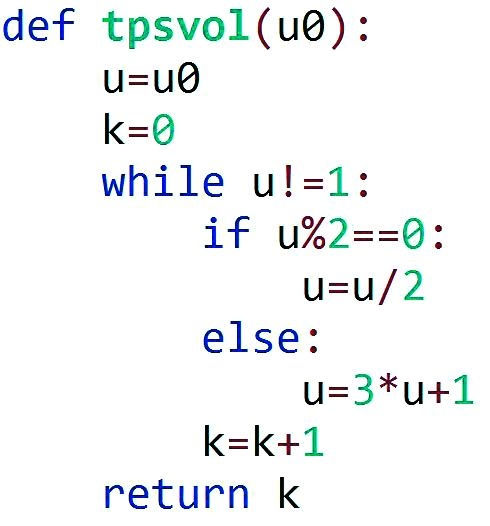 def tpsvol(u0):
    u=u0
    k=0
    while u!=1:
        if u%2==0:
            u=u/2
        else:
            u=3*u+1
        k=k+1
    return k